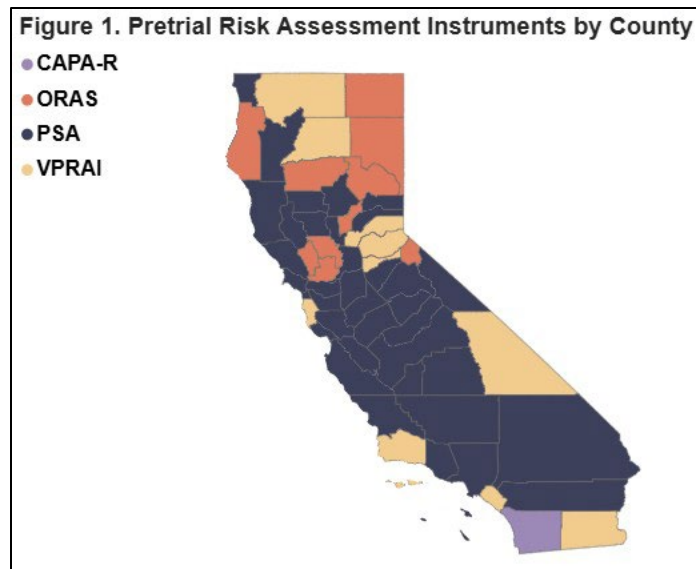 Figure 1. Pretrial Risk Assessment Instruments by County
CAPA-R
ORAS
PSA
VPRAI